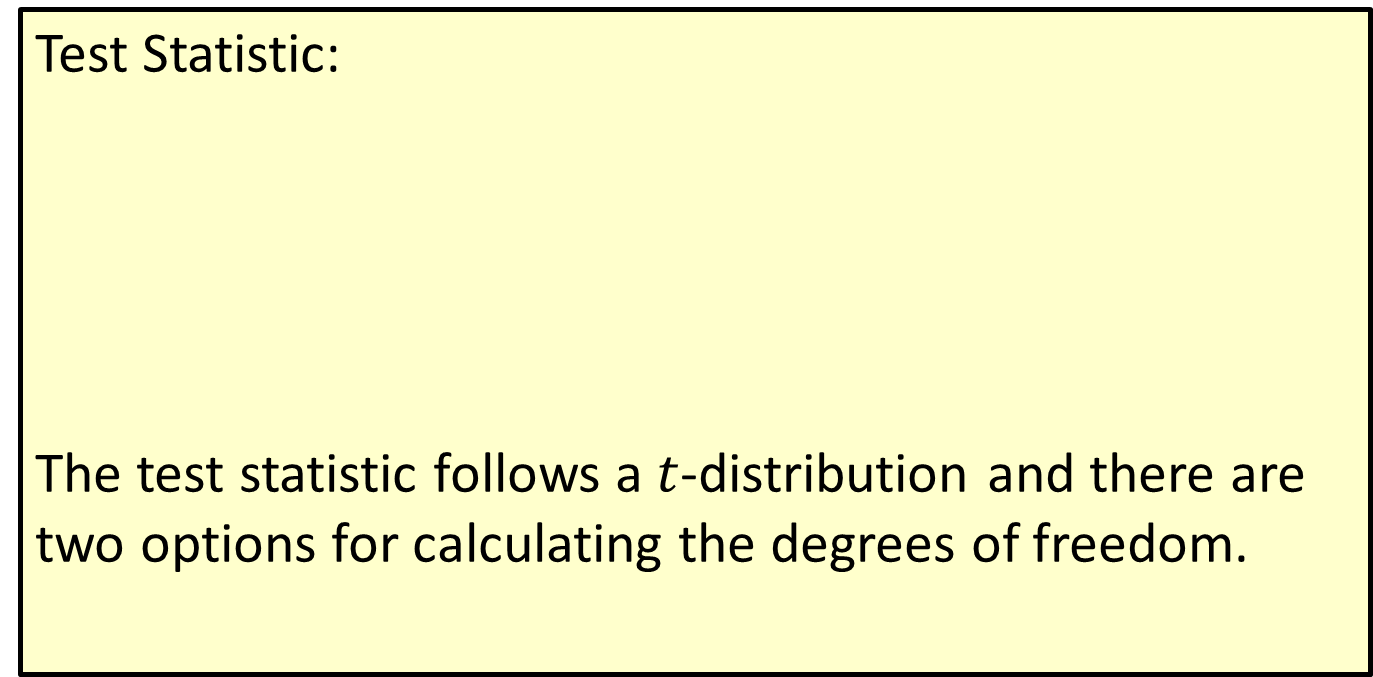 Test Statistic:
The test statistic follows a t-distribution and there are
two options for calculating the degrees of freedom.